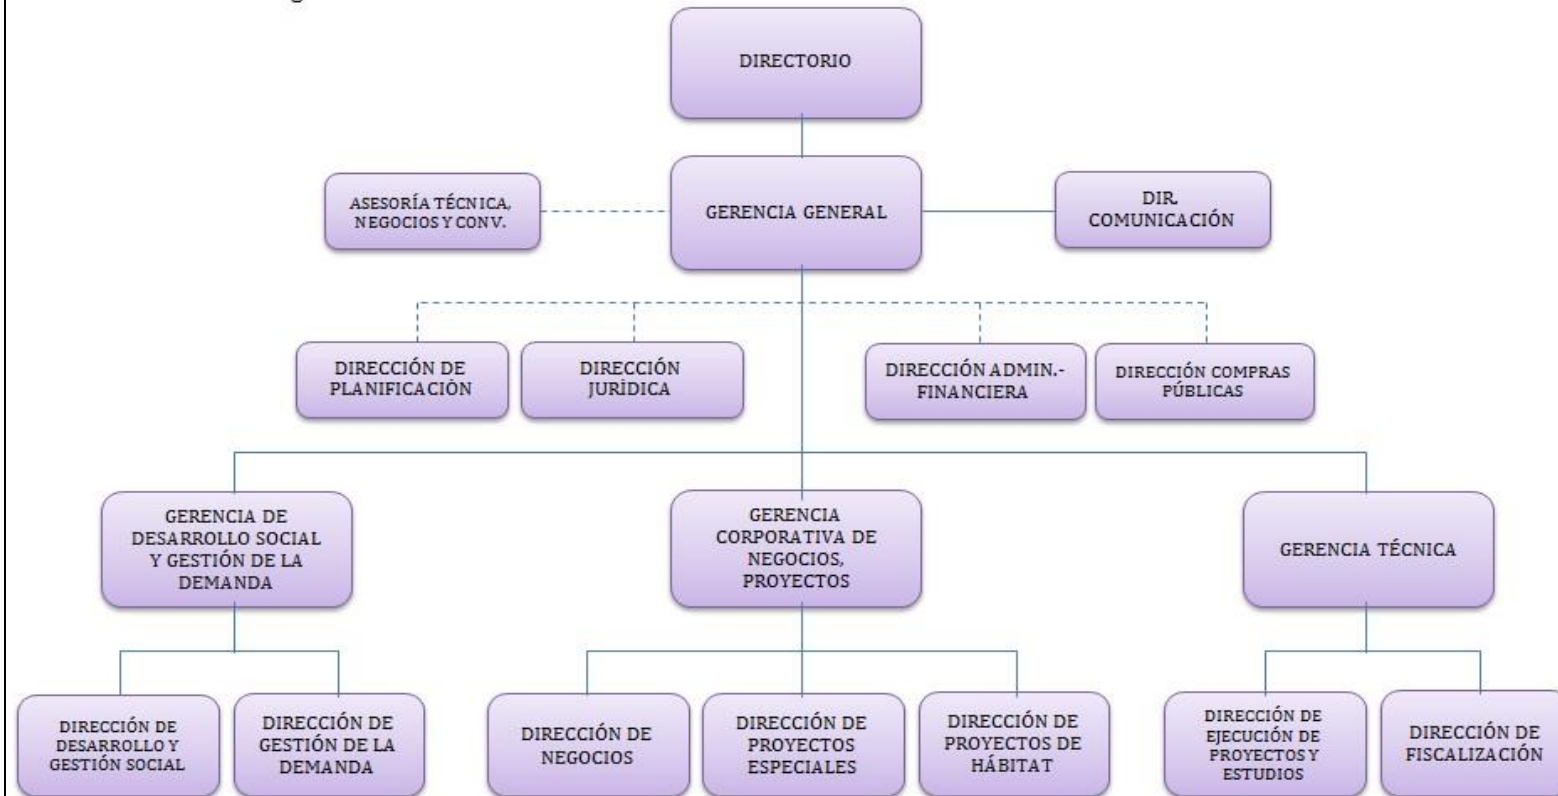 DIRECTORIO
ASESORÍA TÉCNICA,
NEGOCIOS Y CONV.
GERENCIA GENERAL
DIR.
COMUNICACIÓN
DIRECCIÓN DE
PLANIFICACIÓN
DIRECCIÓN
JURÍDICA
DIRECCIÓN ADMIN.-
FINANCIERA
DIRECCIÓN COMPRAS
PÚBLICAS
GERENCIA DE
DESARROLLO SOCIAL
Y GESTIÓN DE LA
DEMANDA
GERENCIA
CORPORATIVA DE
NEGOCIOS,
PROYECTOS
GERENCIA TÉCNICA
DIRECCIÓN DE
DESARROLLO Y
GESTIÓN SOCIAL
DIRECCIÓN DE
GESTIÓN DE LA
DEMANDA
DIRECCIÓN DE
NEGOCIOS
DIRECCIÓN DE
PROYECTOS
ESPECIALES
DIRECCIÓN DE
PROYECTOS DE
HÁBITAT
DIRECCIÓN DE
EJECUCIÓN DE
PROYECTOS Y
ESTUDIOS
DIRECCIÓN DE
FISCALIZACIÓN